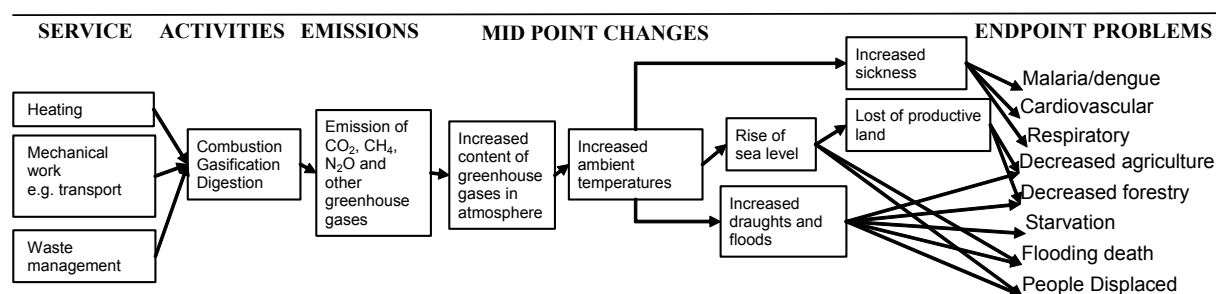 SERVICE ACTIVITIES EMISSIONS MID POINT CHANGES ENDPOINT PROBLEMS
Heating
Mechanical
work
e.g. transport
Waste
management
Combustion
Gasification
Digestion
Emission of
CO₂, CH₄,
N₂O and
other
greenhouse
gases
Increased
content of
greenhouse
gases in
atmosphere
Increased
ambient
temperatures
Increased
sickness
Rise of
sea level
Lost of productive
land
Increased
draughts and
floods
Malaria/dengue
Cardiovascular
Respiratory
Decreased agriculture
Decreased forestry
Starvation
Flooding death
People Displaced